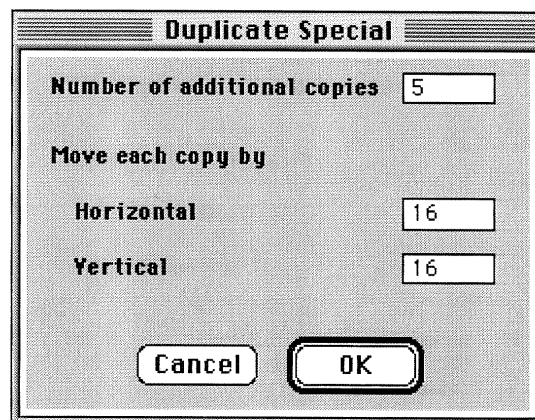 Duplicate Special
Number of additional copies 5
Move each copy by
Horizontal 16
Vertical 16
Cancel OK